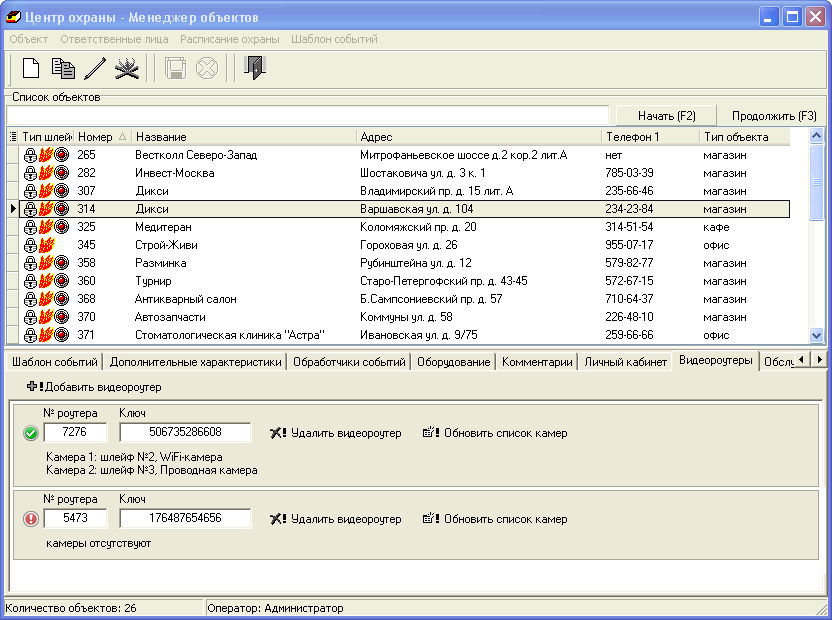 Центр охраны - Менеджер объектов
Объект Ответственные лица Расписание охраны Шаблон событий
Список объектов
Начать (F2) Продолжить (F3)
Тип шлей Номер Название Адрес Телефон 1 Тип объекта
265 Вестколл Северо-Запад Митрофаньевское шоссе д.2 кор.2 лит.А нет магазин
282 Инвест-Москва Шостаковича ул. д. 3 к. 1 785-03-39 магазин
307 Дикси Владимирский пр. д. 15 лит. А 235-66-46 магазин
314 Дикси Варшавская ул. д. 104 234-23-84 магазин
325 Медитеран Коломяжский пр. д. 20 314-51-54 кафе
345 Строй-Живи Гороховая ул. д. 26 955-07-17 офис
358 Разминка Рубинштейна ул. д. 12 579-82-77 магазин
360 Турнир Старо-Петергофский пр. д. 43-45 572-67-15 магазин
368 Антикварный салон Б.Сампсониевский пр. д. 57 710-64-37 магазин
370 Автозапчасти Коммуны ул. д. 58 226-48-10 магазин
371 Стоматологическая клиника "Астра" Ивановская ул. д. 9/75 259-66-66 офис
Шаблон событий Дополнительные характеристики Обработчики событий Оборудование Комментарии Личный кабинет Видеороутеры Обслу
Добавить видеороутер
№ роутера Ключ
7276 506735286608 Удалить видеороутер Обновить список камер
Камера 1: шлейф №2, WiFi-камера
Камера 2: шлейф №3, Проводная камера
№ роутера Ключ
5473 176487654656 Удалить видеороутер Обновить список камер
камеры отсутствуют
Количество объектов: 26 Оператор: Администратор